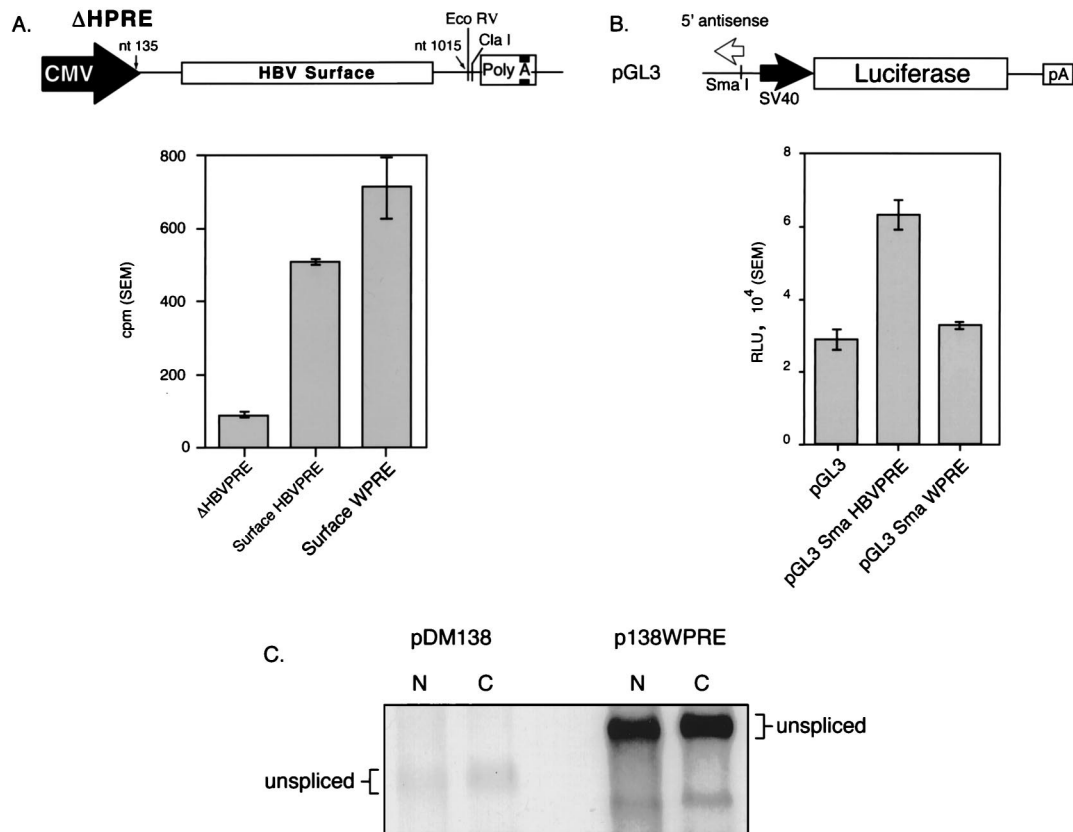 A.
ΔHPRE
CMV
nt 135
HBV Surface
nt 1015
Eco RV
Cla I
Poly A
800
600
400
200
0
cpm (SEM)
ΔHBVPRE
Surface HBVPRE
Surface WPRE
B.
5' antisense
pGL3
Sma I
SV40
Luciferase
pA
8
6
4
2
0
RLU, 10⁴ (SEM)
pGL3
pGL3 Sma HBVPRE
pGL3 Sma WPRE
C.
pDM138
p138WPRE
N C N C
unspliced
unspliced